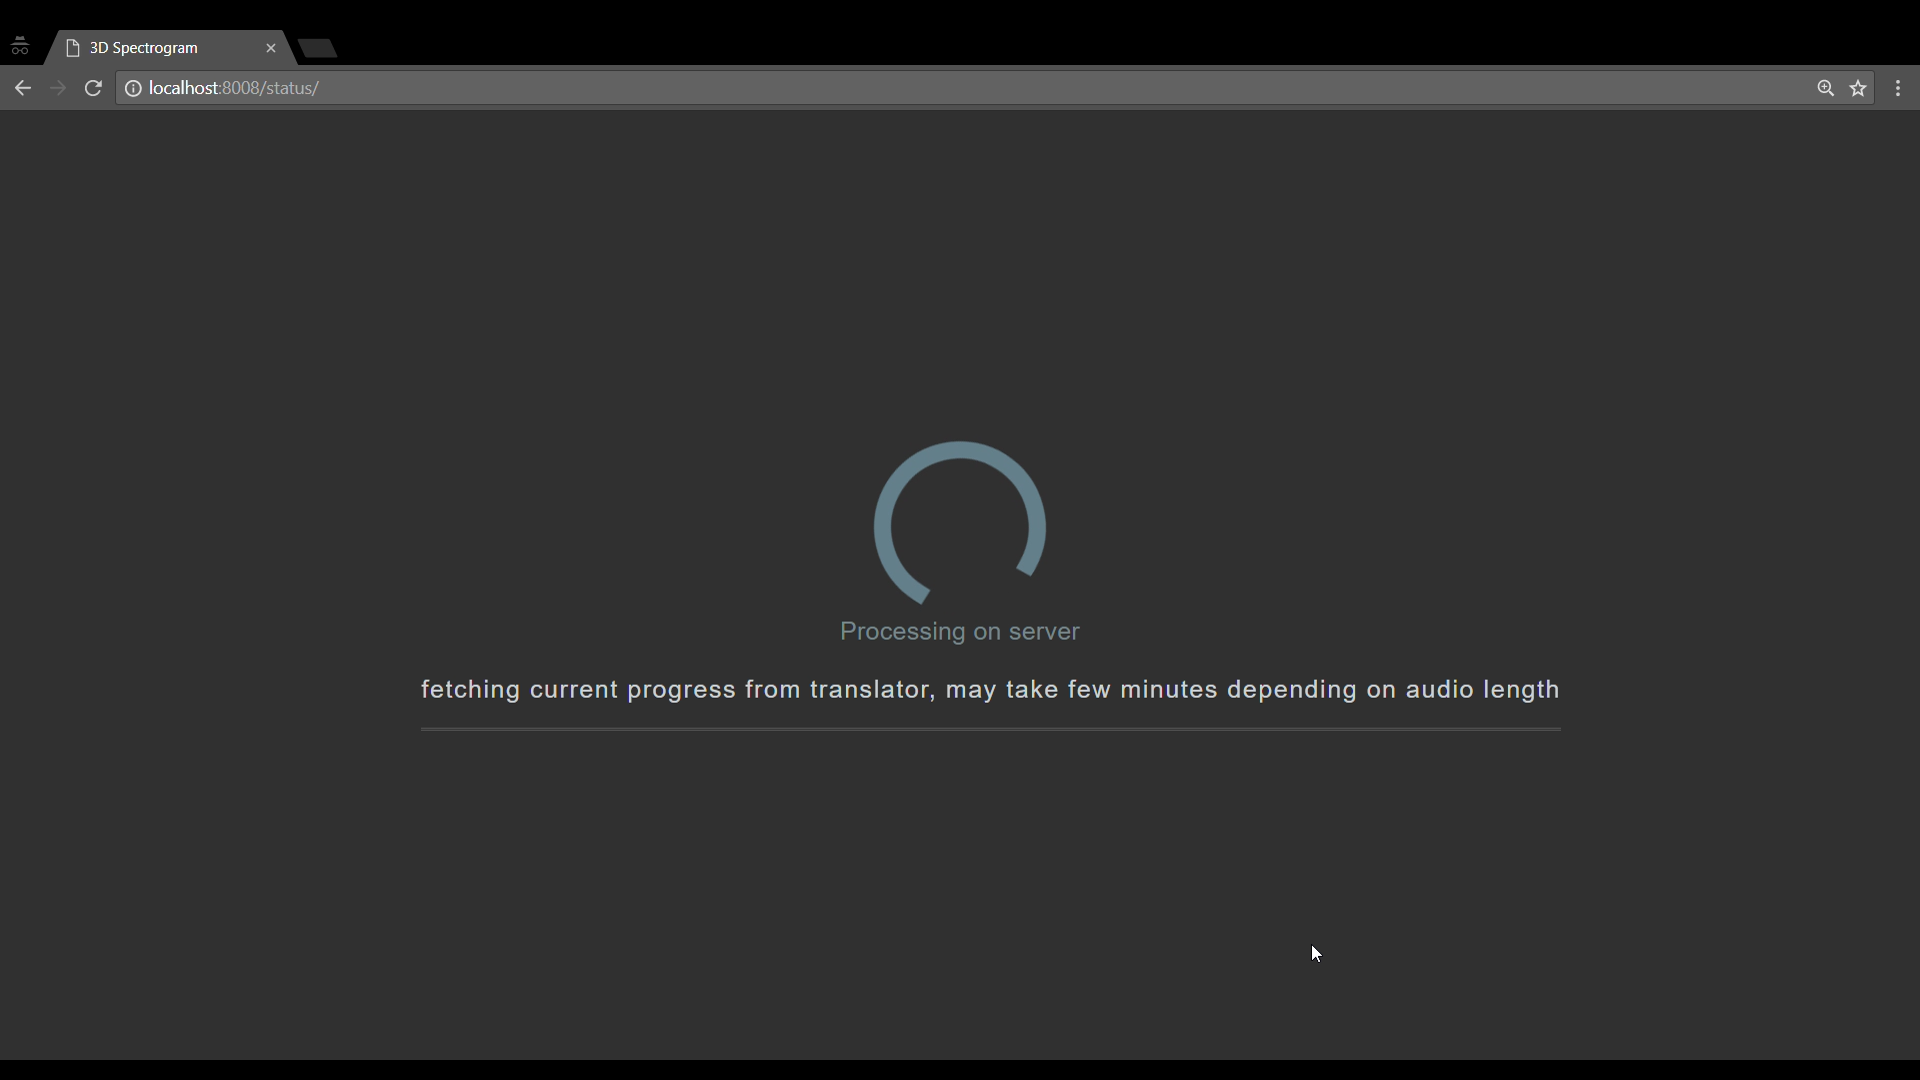 3D Spectrogram
localhost:8008/status/
Processing on server
fetching current progress from translator, may take few minutes depending on audio length